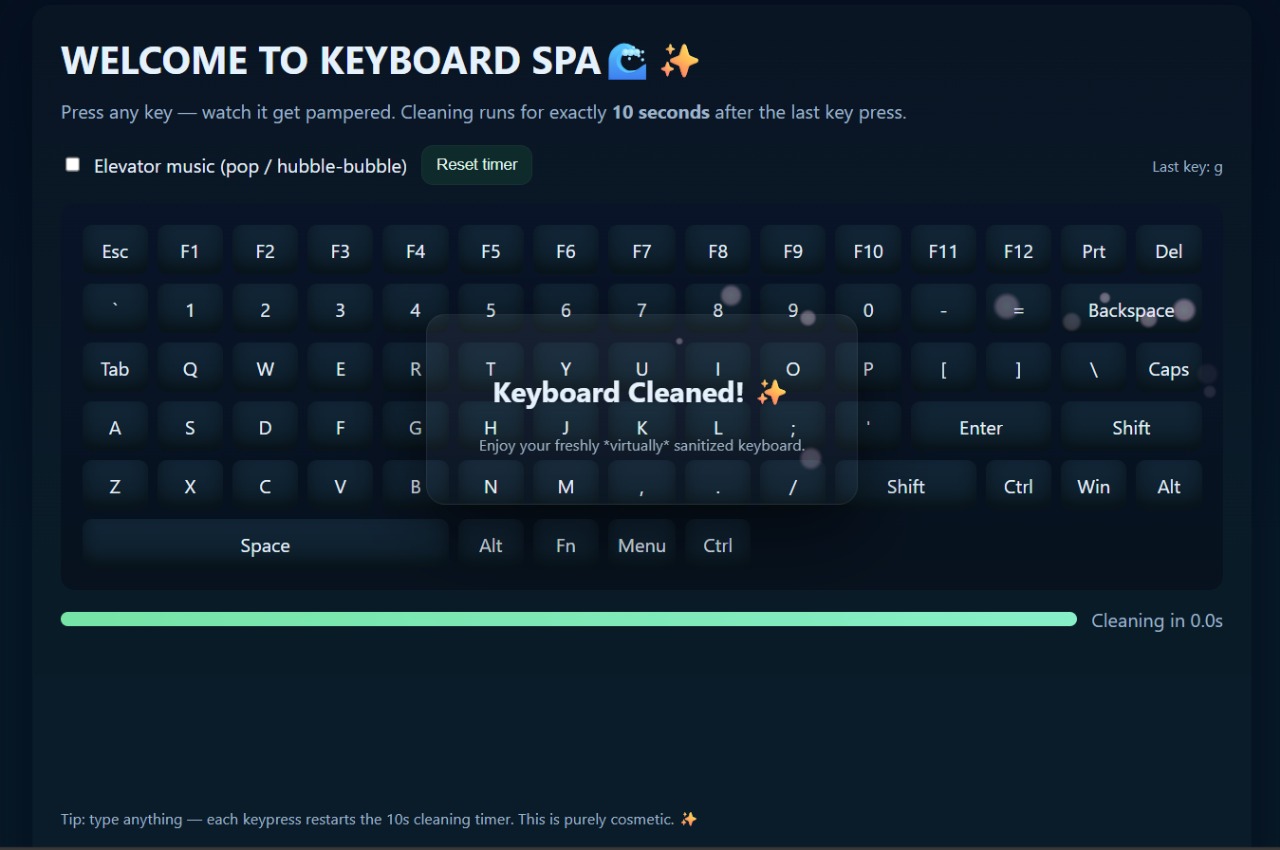 WELCOME TO KEYBOARD SPA🌊 ✨
Press any key — watch it get pampered. Cleaning runs for exactly 10 seconds after the last key press.
Elevator music (pop / hubble-bubble) Reset timer Last key: g
Esc F1 F2 F3 F4 F5 F6 F7 F8 F9 F10 F11 F12 Prt Del
` 1 2 3 4 5 6 7 8 9 0 - = Backspace
Tab Q W E R T Y U I O P [ ] \ Caps
Keyboard Cleaned! ✨
A S D F G H J K L ; ' Enter Shift
Enjoy your freshly *virtually* sanitized keyboard.
Z X C V B N M , . / Shift Ctrl Win Alt
Space Alt Fn Menu Ctrl
Cleaning in 0.0s
Tip: type anything — each keypress restarts the 10s cleaning timer. This is purely cosmetic. ✨